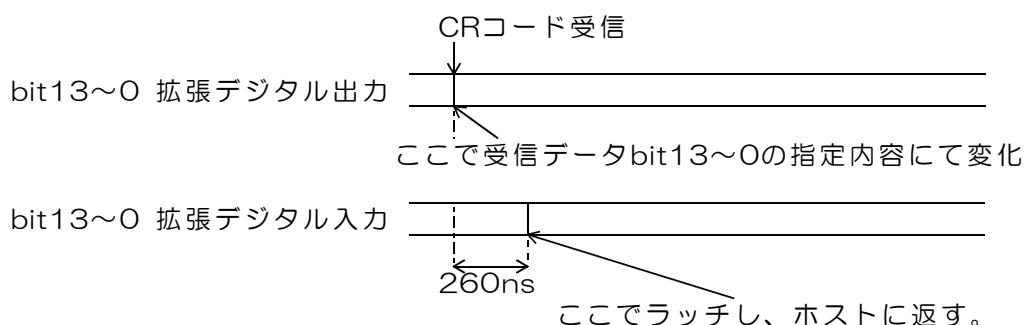 CRコード受信
bit13～0 拡張デジタル出力
ここで受信データbit13～0の指定内容にて変化
bit13～0 拡張デジタル入力
260ns
ここでラッチし、ホストに返す。